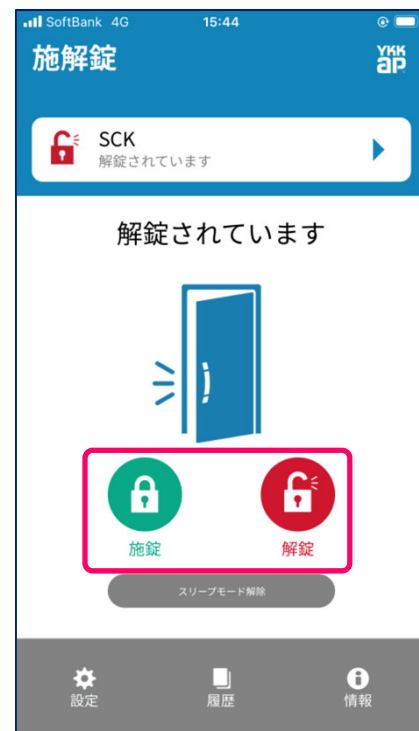 SoftBank 4G 15:44
施解錠
YKK
ap
SCK
解錠されています
解錠されています
施錠 解錠
スリープモード解除
設定 履歴 情報